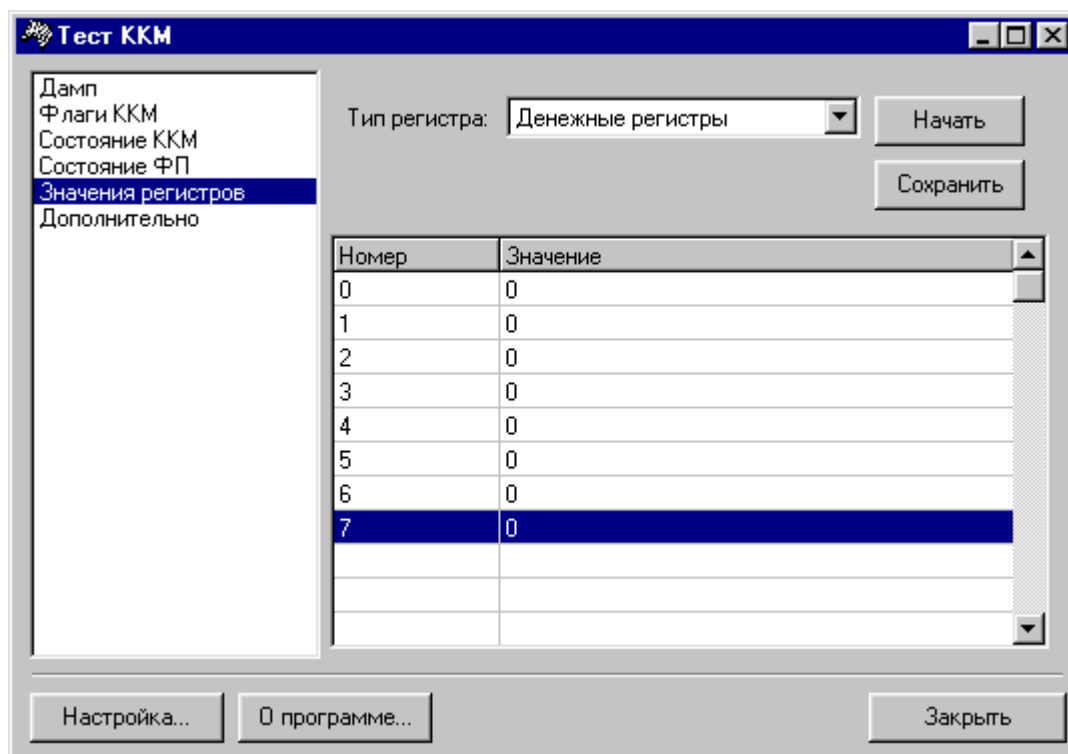 Тест ККМ
Дамп
Флаги ККМ
Состояние ККМ
Состояние ФП
Значения регистров
Дополнительно
Тип регистра: Денежные регистры
Начать
Сохранить
Номер Значение
0 0
1 0
2 0
3 0
4 0
5 0
6 0
7 0
Настройка... О программе... Закрыть